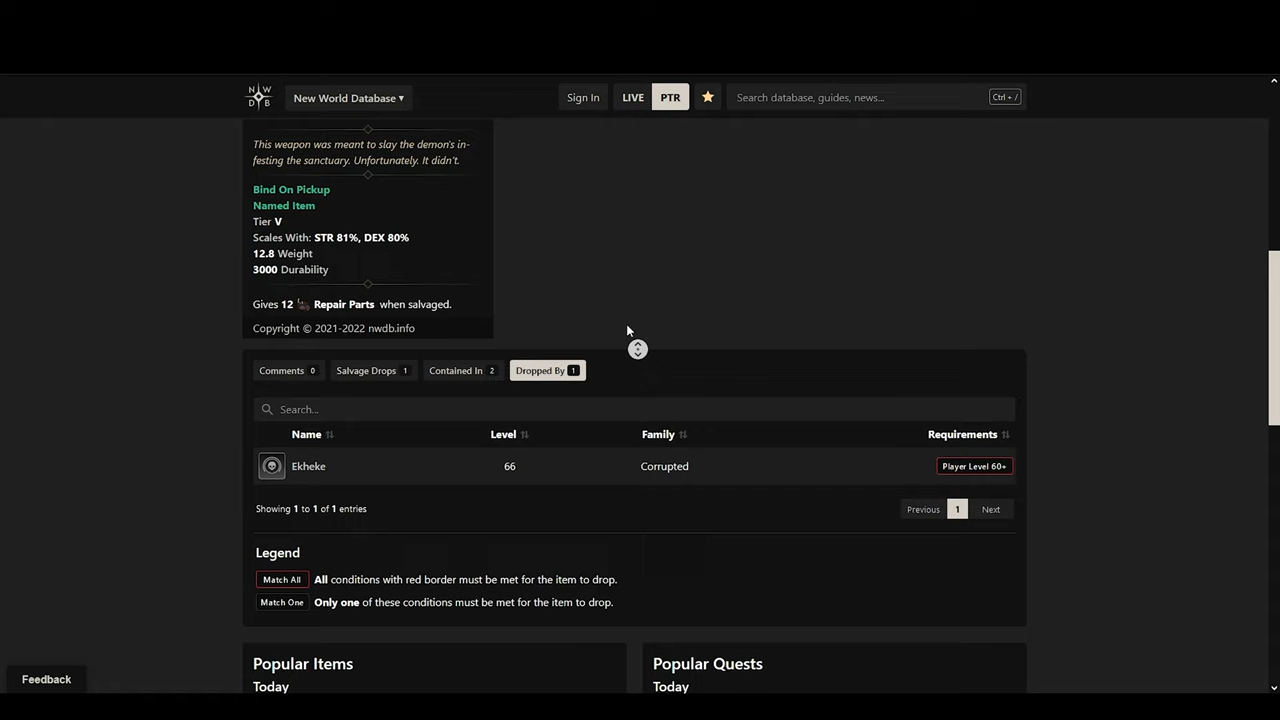 N W
D B
New World Database ▾
Sign In
LIVE
PTR
Search database, guides, news...
Ctrl + /
This weapon was meant to slay the demon's in-
festing the sanctuary. Unfortunately. It didn't.
Bind On Pickup
Named Item
Tier V
Scales With: STR 81%, DEX 80%
12.8 Weight
3000 Durability
Gives 12 Repair Parts when salvaged.
Copyright © 2021-2022 nwdb.info
Comments 0
Salvage Drops 1
Contained In 2
Dropped By 1
Search...
Name
Level
Family
Requirements
Ekheke
66
Corrupted
Player Level 60+
Showing 1 to 1 of 1 entries
Previous
1
Next
Legend
Match All
All conditions with red border must be met for the item to drop.
Match One
Only one of these conditions must be met for the item to drop.
Popular Items
Today
Popular Quests
Today
Feedback